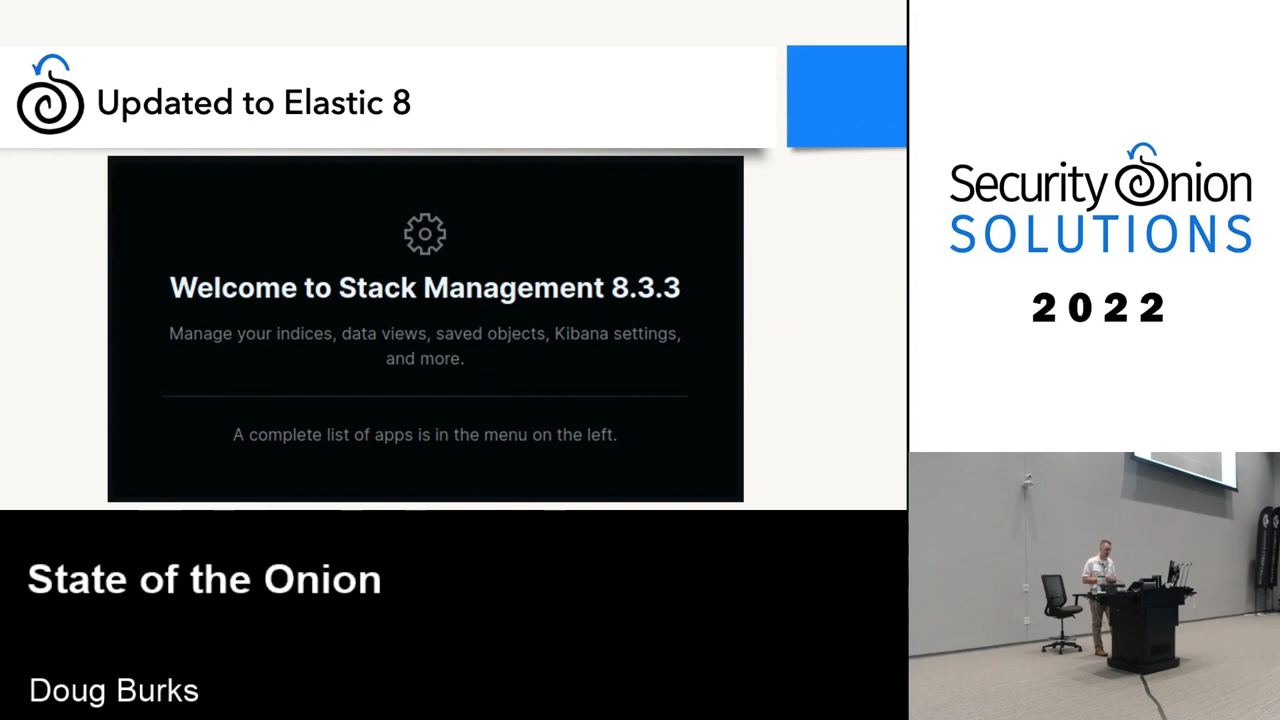 Updated to Elastic 8
Welcome to Stack Management 8.3.3
Manage your indices, data views, saved objects, Kibana settings,
and more.
A complete list of apps is in the menu on the left.
State of the Onion
Doug Burks
Security Onion
SOLUTIONS
2022